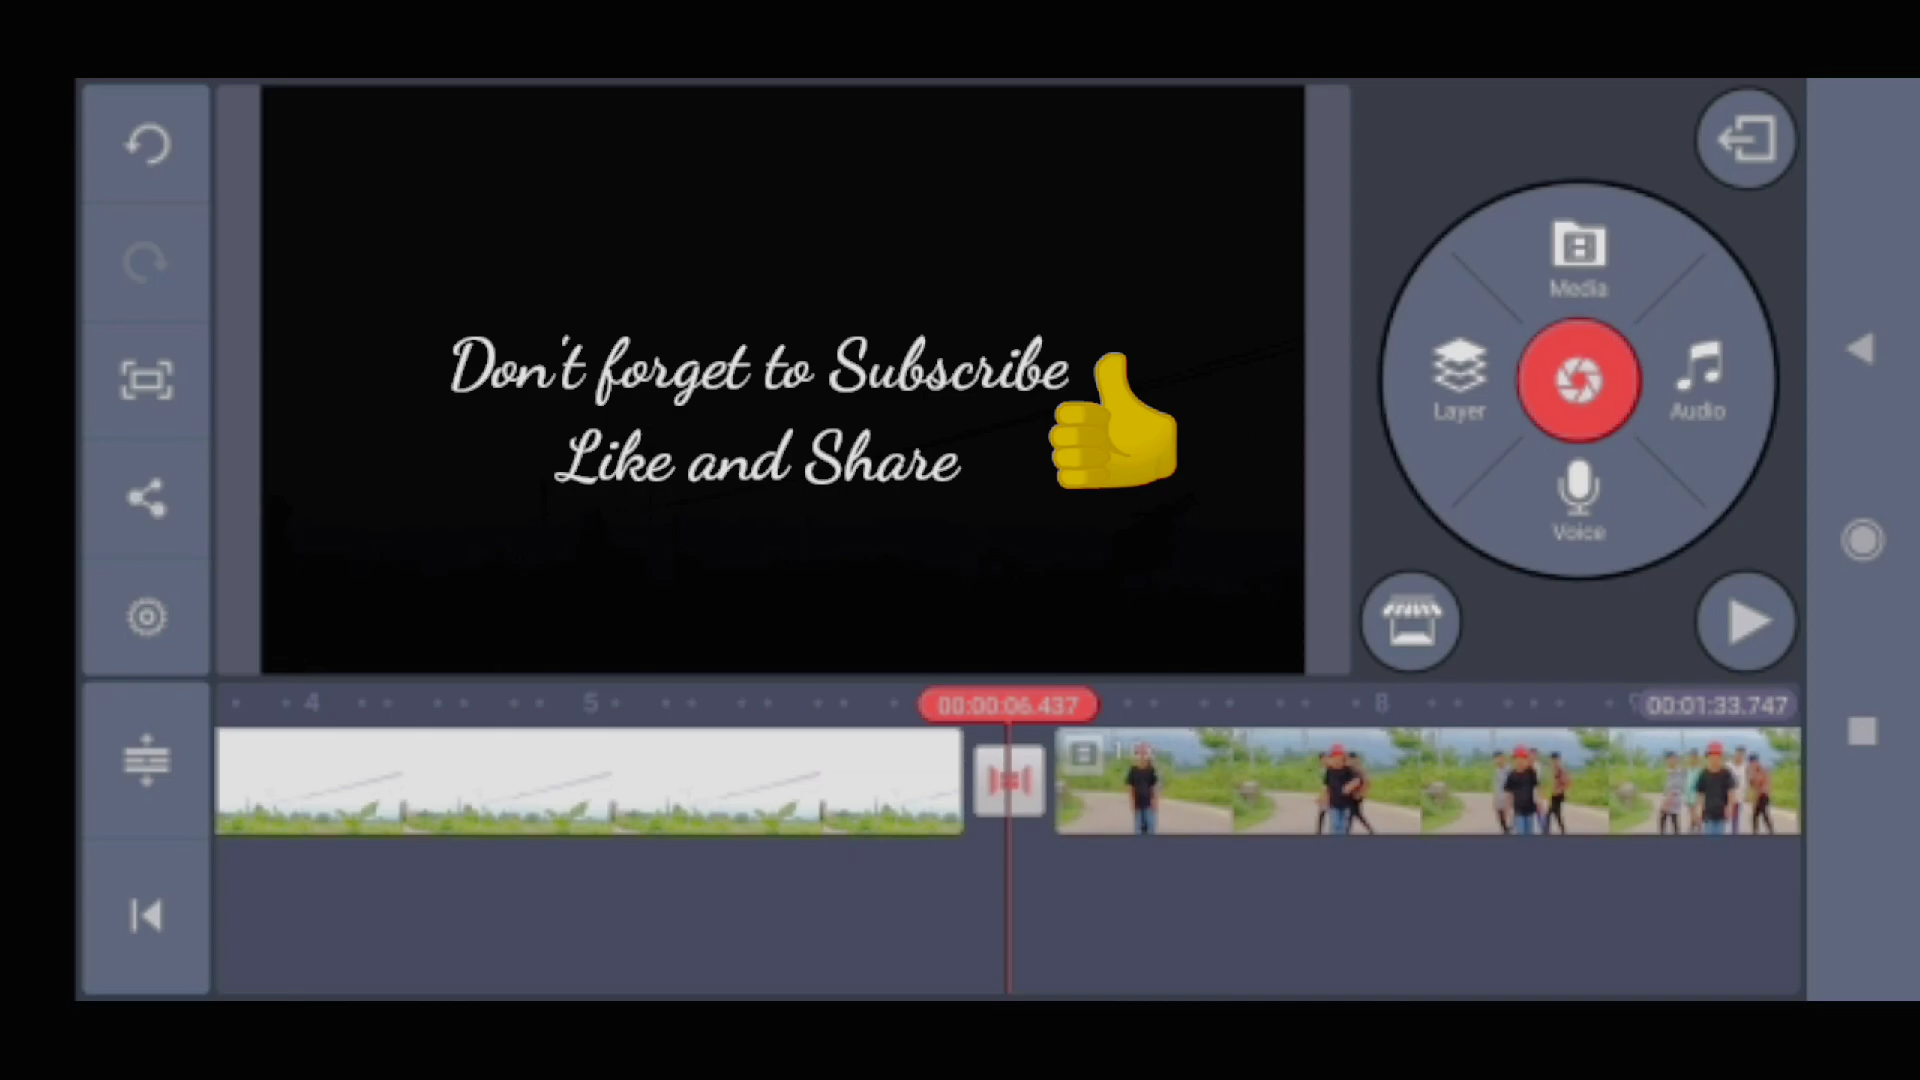 Don't forget to Subscribe
Like and Share
Media
Layer
Audio
Voice
4
5
00:00:06.437
8
00:01:33.747